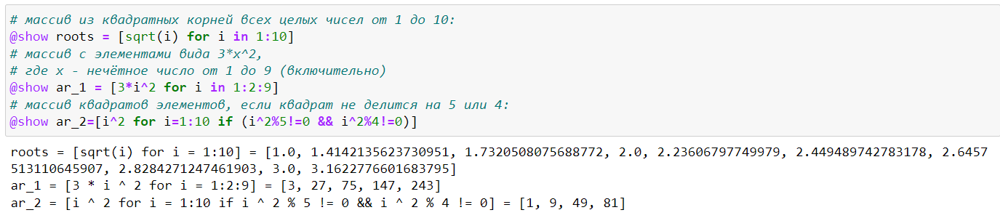 # массив из квадратных корней всех целых чисел от 1 до 10:
@show roots = [sqrt(i) for i in 1:10]
# массив с элементами вида 3*x^2,
# где x - нечётное число от 1 до 9 (включительно)
@show ar_1 = [3*i^2 for i in 1:2:9]
# массив квадратов элементов, если квадрат не делится на 5 или 4:
@show ar_2=[i^2 for i=1:10 if (i^2%5!=0 && i^2%4!=0)]
roots = [sqrt(i) for i = 1:10] = [1.0, 1.4142135623730951, 1.7320508075688772, 2.0, 2.23606797749979, 2.449489742783178, 2.6457
513110645907, 2.8284271247461903, 3.0, 3.1622776601683795]
ar_1 = [3 * i ^ 2 for i = 1:2:9] = [3, 27, 75, 147, 243]
ar_2 = [i ^ 2 for i = 1:10 if i ^ 2 % 5 != 0 && i ^ 2 % 4 != 0] = [1, 9, 49, 81]